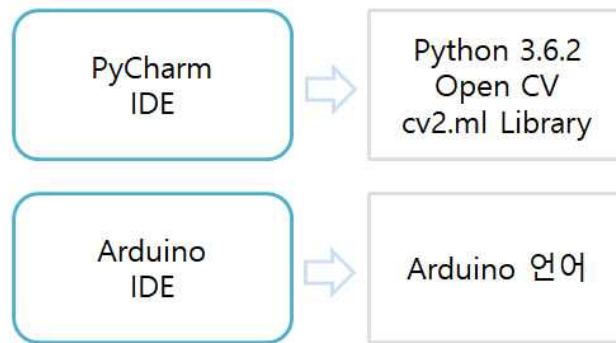 PyCharm
IDE
Python 3.6.2
Open CV
cv2.ml Library
Arduino
IDE
Arduino 언어